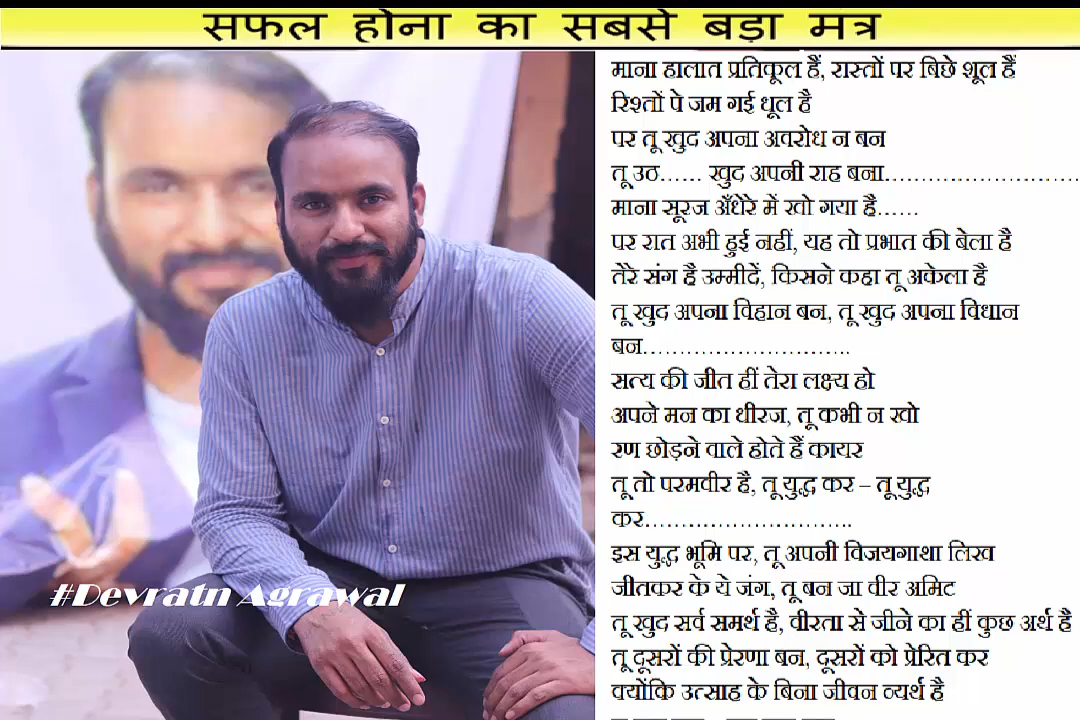 सफल होना का सबसे बड़ा मत्र
माना हालात प्रतिकूल हैं, रास्तों पर बिछे शूल हैं
रिश्तों पे जम गई धूल है
पर तू खुद अपना अवरोध न बन
तू उठ…… खुद अपनी राह बना………………………
माना सूरज अँधेरे में खो गया है……
पर रात अभी हुई नहीं, यह तो प्रभात की बेला है
तेरे संग है उम्मीदें, किसने कहा तू अकेला है
तू खुद अपना विहान बन, तू खुद अपना विधान
बन………………………..
सत्य की जीत हीं तेरा लक्ष्य हो
अपने मन का धीरज, तू कभी न खो
रण छोड़ने वाले होते हैं कायर
तू तो परमवीर है, तू युद्ध कर – तू युद्ध
कर………………………..
इस युद्ध भूमि पर, तू अपनी विजयगाथा लिख
जीतकर के ये जंग, तू बन जा वीर अमिट
तू खुद सर्व समर्थ है, वीरता से जीने का हीं कुछ अर्थ है
तू दूसरों की प्रेरणा बन, दूसरों को प्रेरित कर
क्योंकि उत्साह के बिना जीवन व्यर्थ है
#Devratn Agrawal